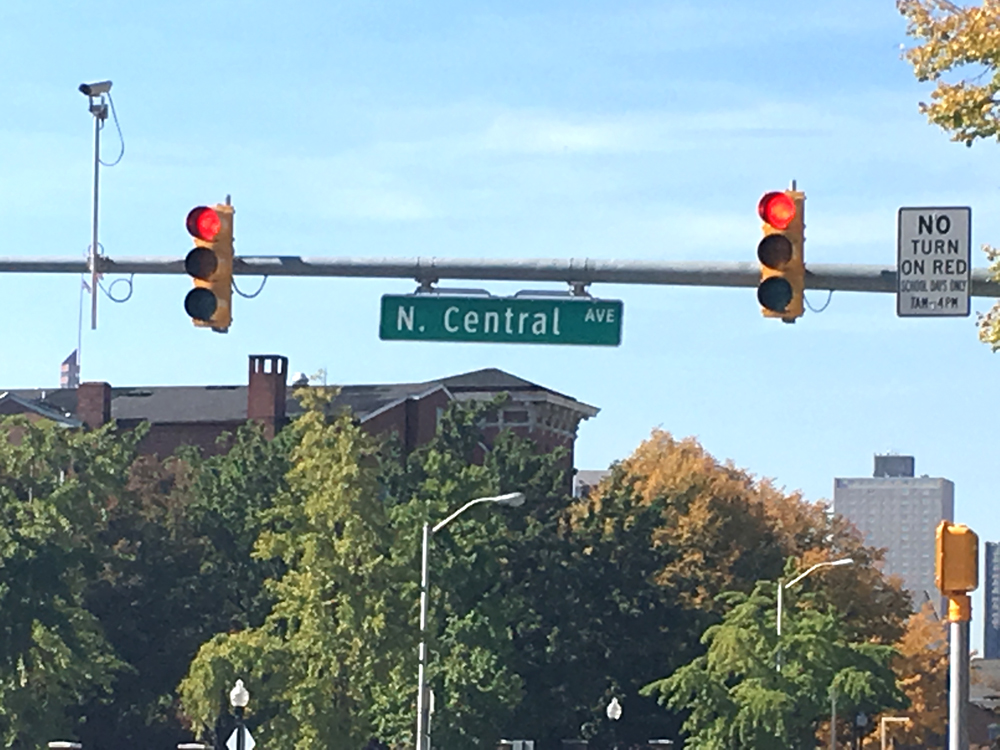 N. Central AVE
NO
TURN
ON RED
SCHOOL DAYS ONLY
7AM-4PM